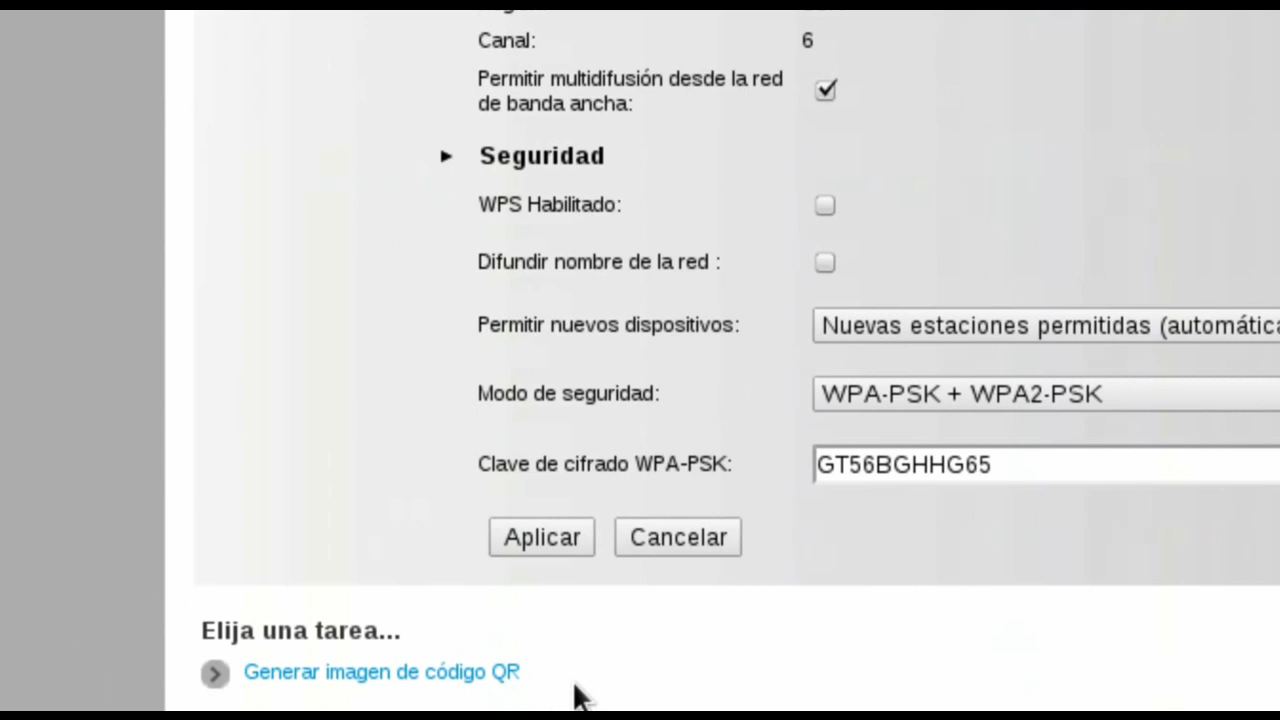 Canal: 6
Permitir multidifusión desde la red
de banda ancha:
Seguridad
WPS Habilitado:
Difundir nombre de la red :
Permitir nuevos dispositivos: Nuevas estaciones permitidas
Modo de seguridad: WPA-PSK + WPA2-PSK
Clave de cifrado WPA-PSK: GT56BGHHG65
Aplicar Cancelar
Elija una tarea...
Generar imagen de código QR